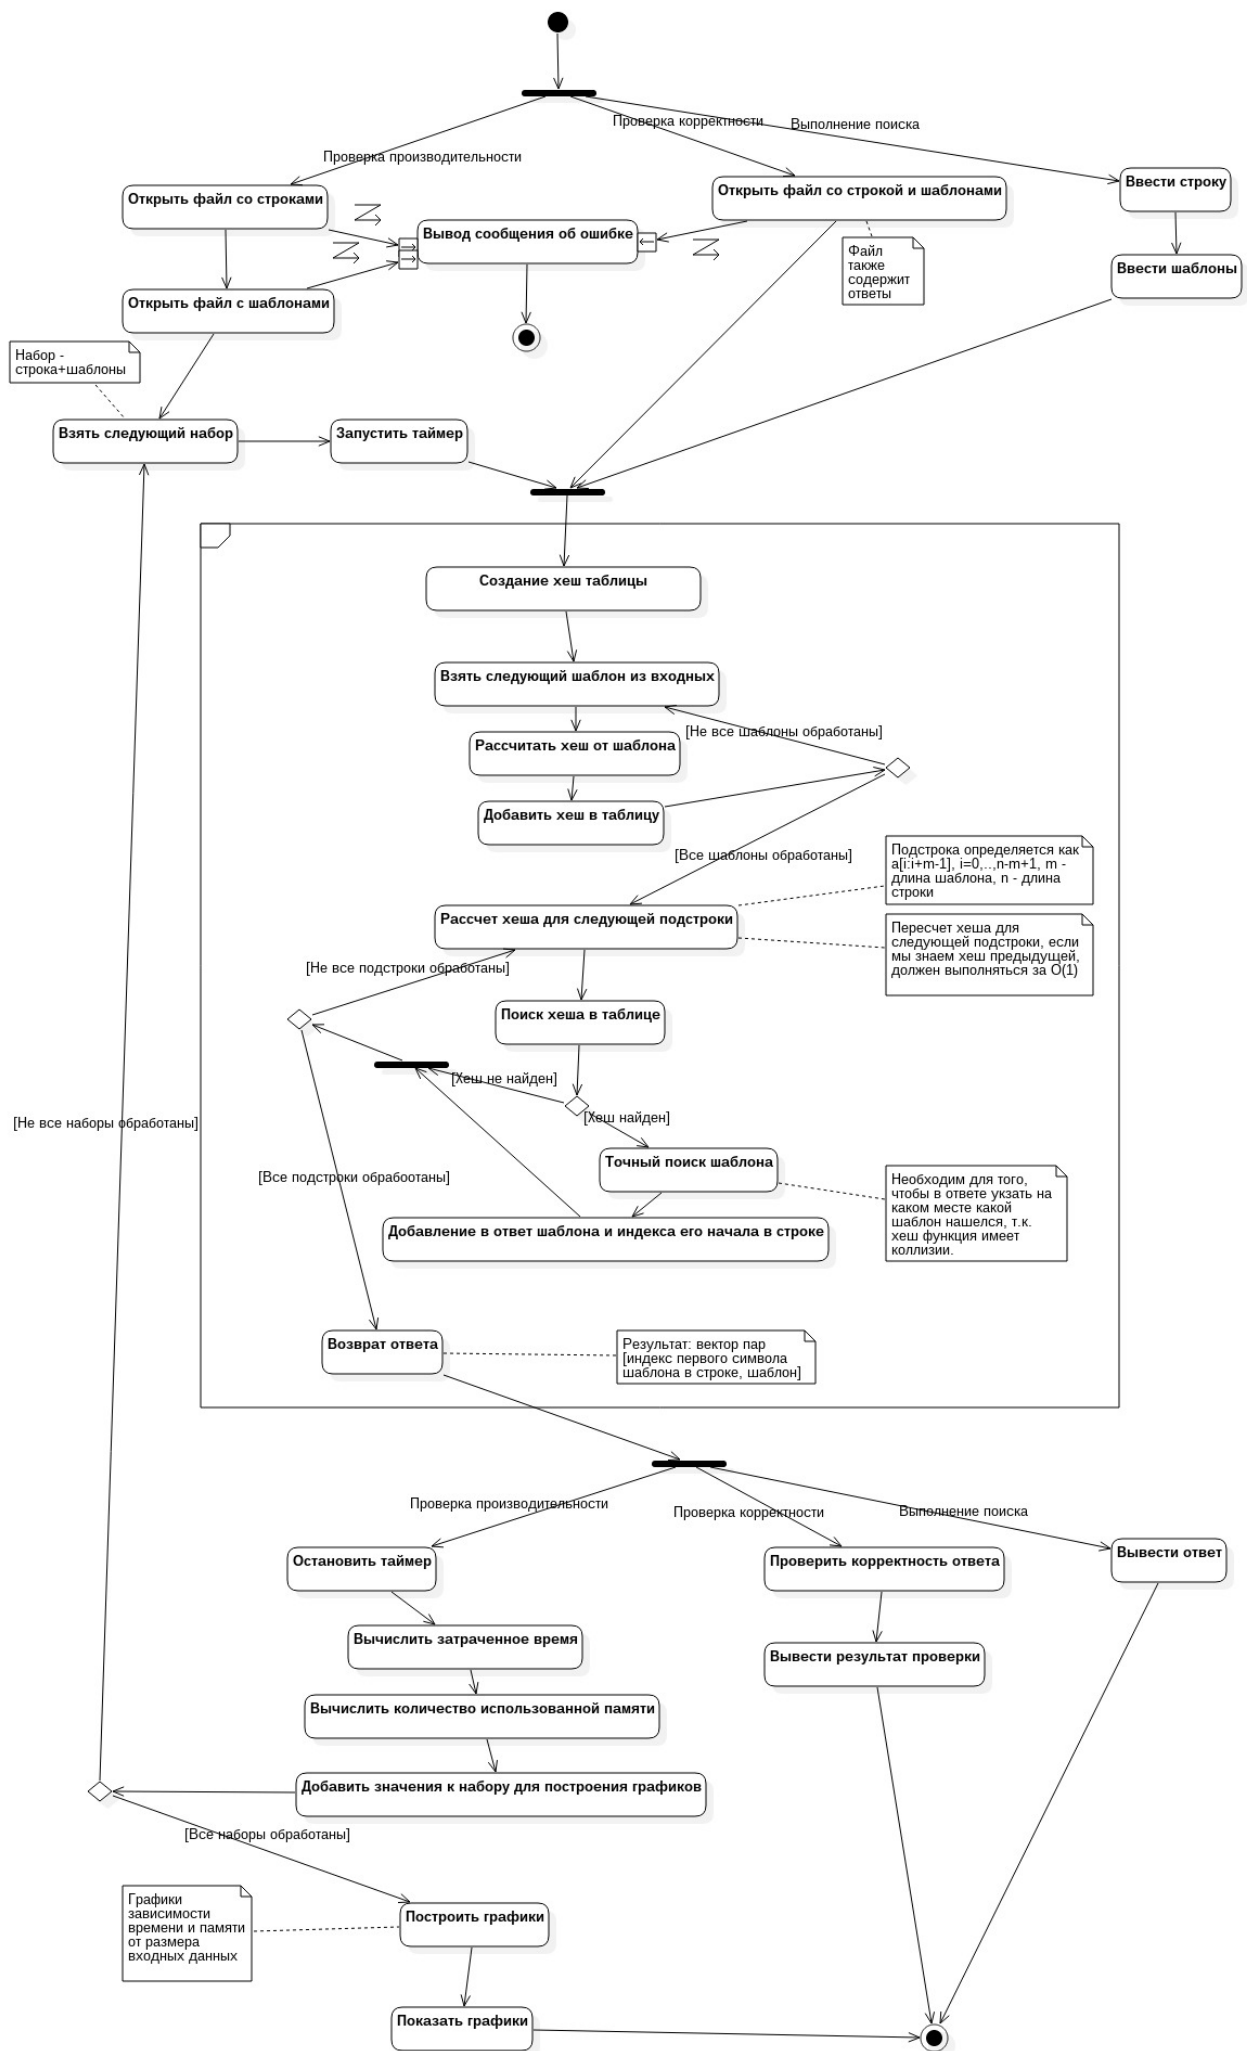 Проверка корректности
Выполнение поиска
Проверка производительности
Открыть файл со строками
Открыть файл со строкой и шаблонами
Ввести строку
Вывод сообщения об ошибке
Файл
также
содержит
ответы
Ввести шаблоны
Открыть файл с шаблонами
Набор -
строка+шаблоны
Взять следующий набор
Запустить таймер
Создание хеш таблицы
Взять следующий шаблон из входных
[Не все шаблоны обработаны]
Рассчитать хеш от шаблона
Добавить хеш в таблицу
[Все шаблоны обработаны]
Подстрока определяется как
a[i:i+m-1], i=0,..,n-m+1, m -
длина шаблона, n - длина
строки
Рассчет хеша для следующей подстроки
Пересчет хеша для
следующей подстроки, если
мы знаем хеш предыдущей,
должен выполняться за O(1)
[Не все подстроки обработаны]
Поиск хеша в таблице
[Хеш не найден]
[Хеш найден]
[Не все наборы обработаны]
Точный поиск шаблона
[Все подстроки обрабоотаны]
Необходим для того,
чтобы в ответе укзать на
каком месте какой
шаблон нашелся, т.к.
хеш функция имеет
коллизии.
Добавление в ответ шаблона и индекса его начала в строке
Возврат ответа
Результат: вектор пар
[индекс первого символа
шаблона в строке, шаблон]
Проверка производительности
Проверка корректности
Выполнение поиска
Остановить таймер
Проверить корректность ответа
Вывести ответ
Вычислить затраченное время
Вывести результат проверки
Вычислить количество использованной памяти
Добавить значения к набору для построения графиков
[Все наборы обработаны]
Графики
зависимости
времени и памяти
от размера
входных данных
Построить графики
Показать графики